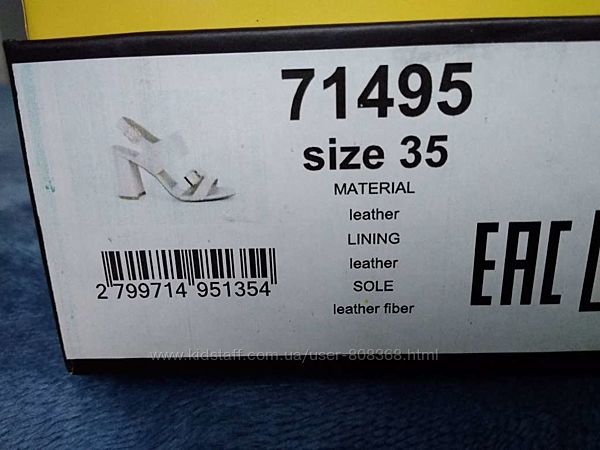 71495
size 35
MATERIAL
leather
LINING
leather
SOLE
leather fiber
2 799714 951354
EAC
www.kidstaff.com.ua/user-808368.html